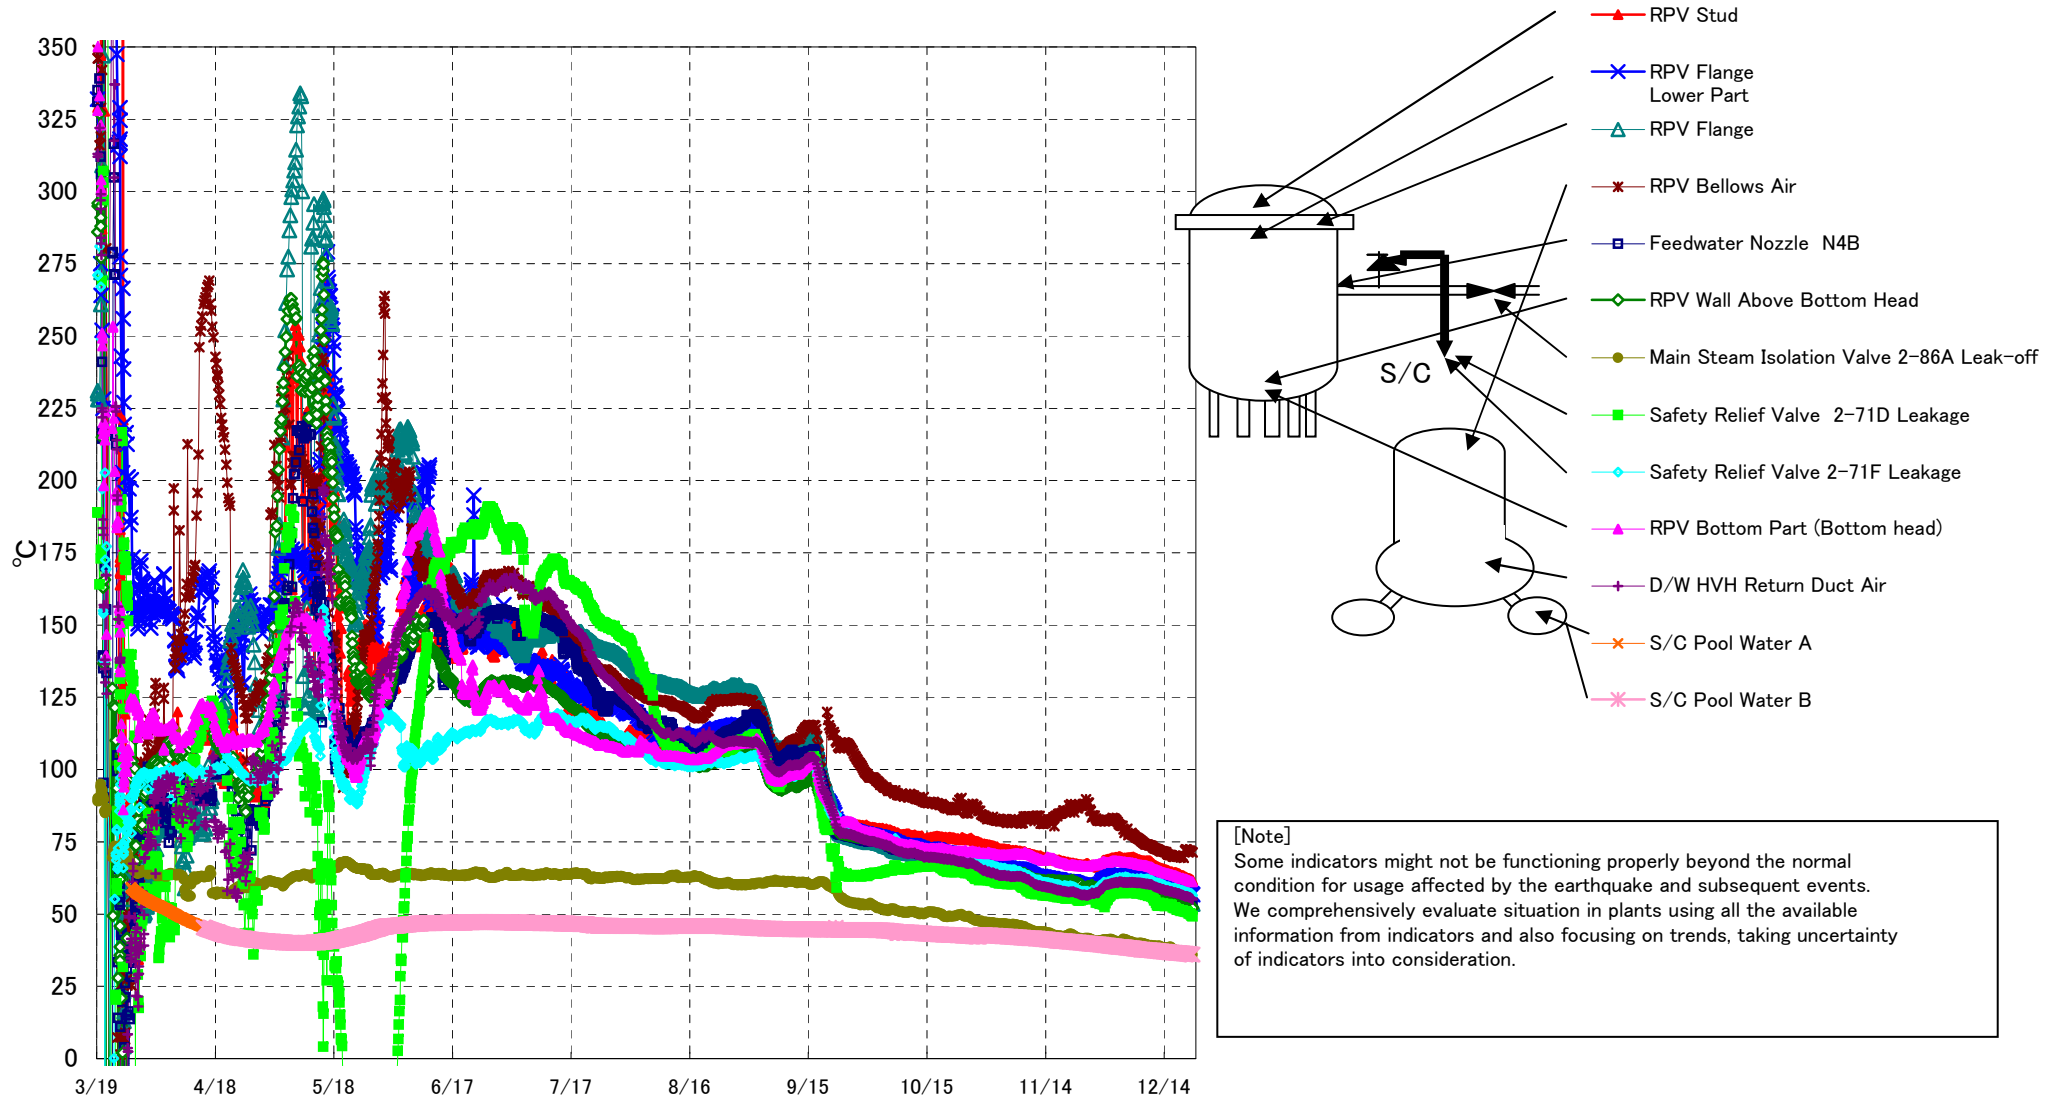 350
325
300
275
250
225
200
175
150
125
100
75
50
25
0
℃
3/19 4/18 5/18 6/17 7/17 8/16 9/15 10/15 11/14 12/14
RPV Stud
RPV Flange
Lower Part
RPV Flange
RPV Bellows Air
Feedwater Nozzle N4B
RPV Wall Above Bottom Head
Main Steam Isolation Valve 2-86A Leak-off
Safety Relief Valve 2-71D Leakage
Safety Relief Valve 2-71F Leakage
RPV Bottom Part (Bottom head)
D/W HVH Return Duct Air
S/C Pool Water A
S/C Pool Water B
S/C
[Note]
Some indicators might not be functioning properly beyond the normal
condition for usage affected by the earthquake and subsequent events.
We comprehensively evaluate situation in plants using all the available
information from indicators and also focusing on trends, taking uncertainty
of indicators into consideration.